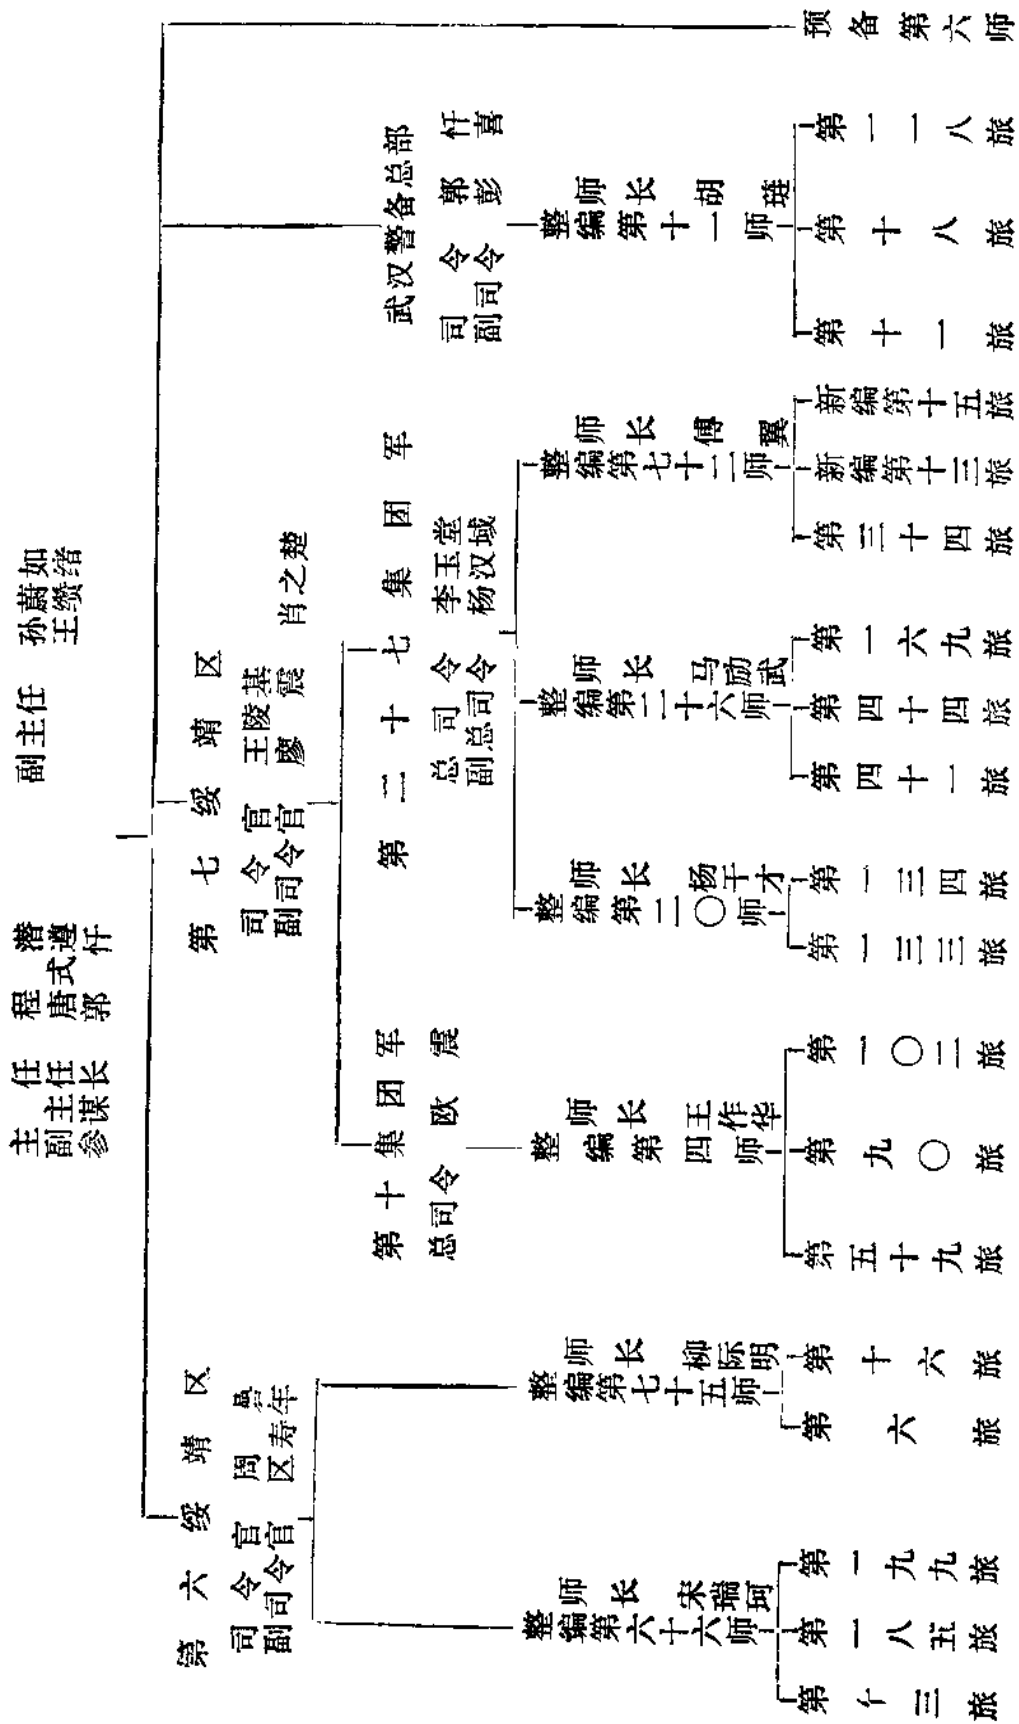 主任 程潜
副主任 唐式遵
参谋长 郭忏
副主任 孙蔚如
王缵绪
第六绥靖区
司令官 周嵒
副司令官 区寿年
整编第六十六师
师长 宋瑞珂
第十三旅
第一八五旅
第一九九旅
整编第七十五师
师长 柳际明
第六旅
第十六旅
第七绥靖区
司令官 王陵基
副司令官 廖震
肖之楚
第十集团军
总司令 欧震
整编第四师
师长 王作华
第五十九旅
第九〇旅
第一〇二旅
第二十七集团军
总司令 李玉堂
副总司令 杨汉域
整编第二〇师
师长 杨干才
第一三三旅
第一三四旅
整编第二十六师
师长 马励武
第四十一旅
第四十四旅
第一六九旅
整编第七十二师
师长 傅翼
第三十四旅
新编第十三旅
新编第十五旅
武汉警备总部
司令 郭忏
副司令 彭喜
整编第十一师
师长 胡琏
第十一旅
第十八旅
第一一八旅
预备第六师